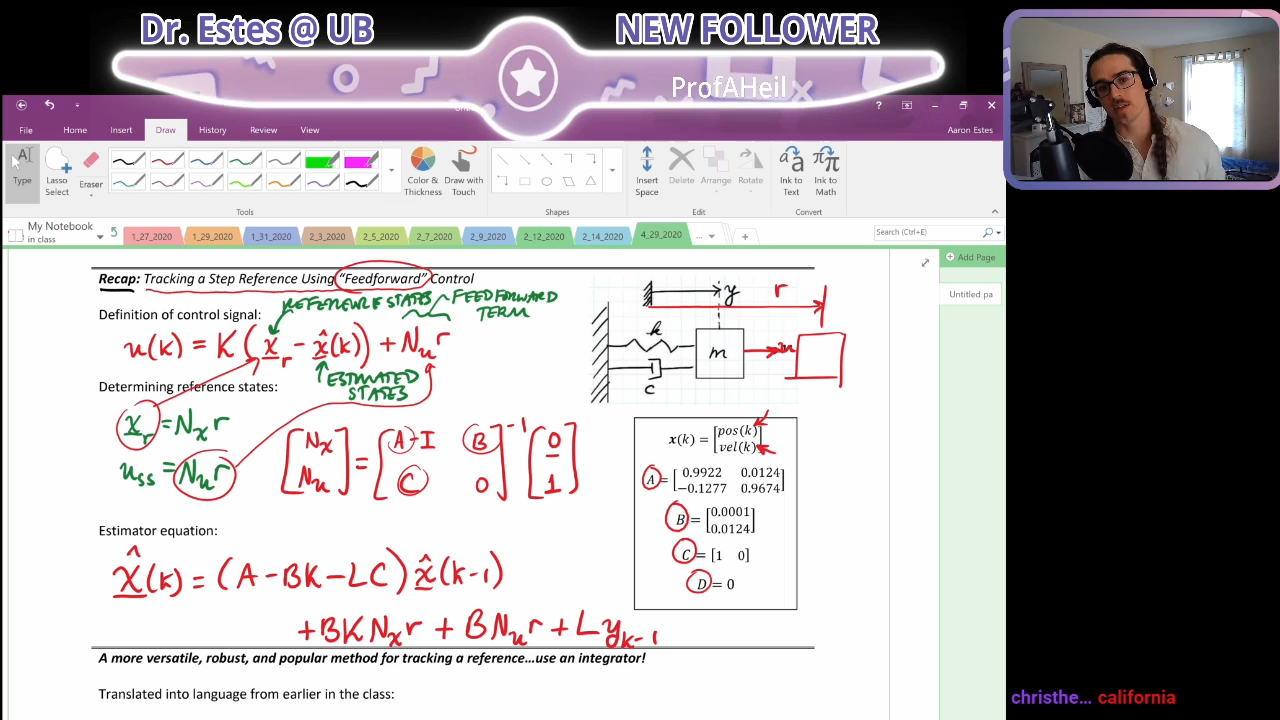 Dr. Estes @ UB
NEW FOLLOWER
ProfAHeil
File Home Insert Draw History Review View
Aaron Estes
Type
Lasso Select
Eraser
Color & Thickness
Draw with Touch
Insert Space
Delete
Arrange
Rotate
Ink to Text
Ink to Math
Tools
Shapes
Edit
Convert
My Notebook
in class
1_27_2020 1_29_2020 1_31_2020 2_3_2020 2_5_2020 2_7_2020 2_9_2020 2_12_2020 2_14_2020 4_29_2020 ... +
Search (Ctrl+E)
Add Page
Untitled pa
Recap: Tracking a Step Reference Using “Feedforward” Control
REFERENCE STATES
FEEDFORWARD TERM
Definition of control signal:
u(k) = K(x_r - x̂(k)) + N_u r
ESTIMATED STATES
Determining reference states:
x_r = N_x r
u_ss = N_u r
[N_x N_u] = [A-I B C 0]^-1 [0 1]
y
r
k
m
c
u
x(k) = [pos(k) vel(k)]
A = [0.9922 0.0124 -0.1277 0.9674]
B = [0.0001 0.0124]
C = [1 0]
D = 0
Estimator equation:
x̂(k) = (A-BK-LC) x̂(k-1)
+BKN_x r + BN_u r + Ly_k-1
A more versatile, robust, and popular method for tracking a reference…use an integrator!
Translated into language from earlier in the class:
christhe… california